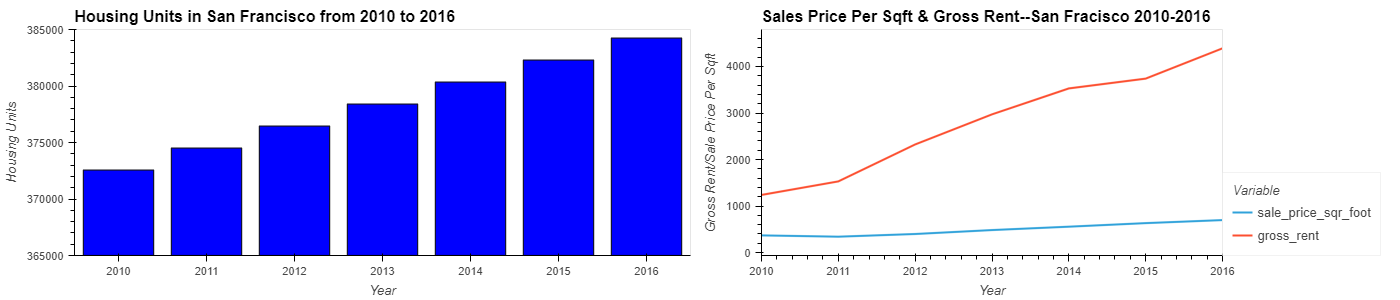 Housing Units in San Francisco from 2010 to 2016
385000
380000
375000
370000
365000
Housing Units
2010 2011 2012 2013 2014 2015 2016
Year
Sales Price Per Sqft & Gross Rent--San Fracisco 2010-2016
4000
3000
2000
1000
0
Gross Rent/Sale Price Per Sqft
2010 2011 2012 2013 2014 2015 2016
Year
Variable
sale_price_sqr_foot
gross_rent